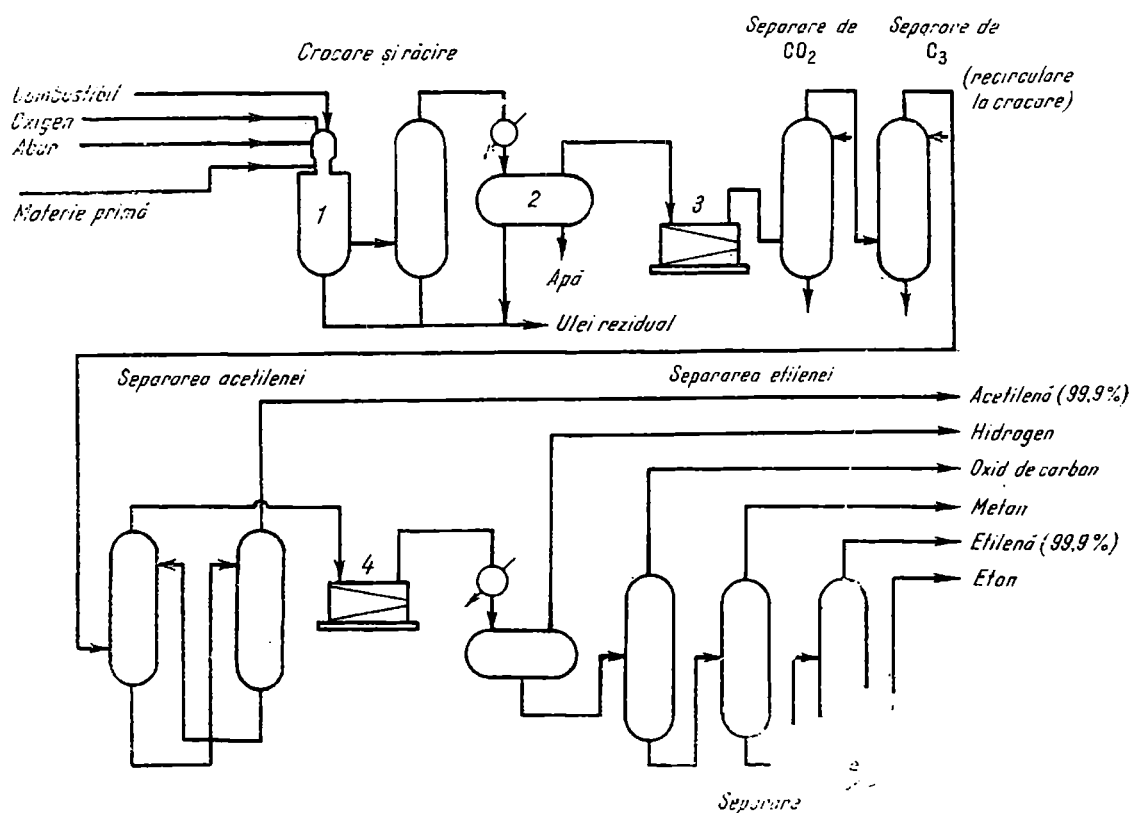 Separare de
CO2
Separare de
C3
(recirculare
la cracare)
Cracare și răcire
Combustibil
Oxigen
Abur
Materie primă
1
2
3
Apă
Ulei rezidual
Separarea acetilenei
Separarea etilenei
Acetilenă (99,9%)
Hidrogen
Oxid de carbon
Metan
Etilenă (99,9%)
Etan
4
Separare